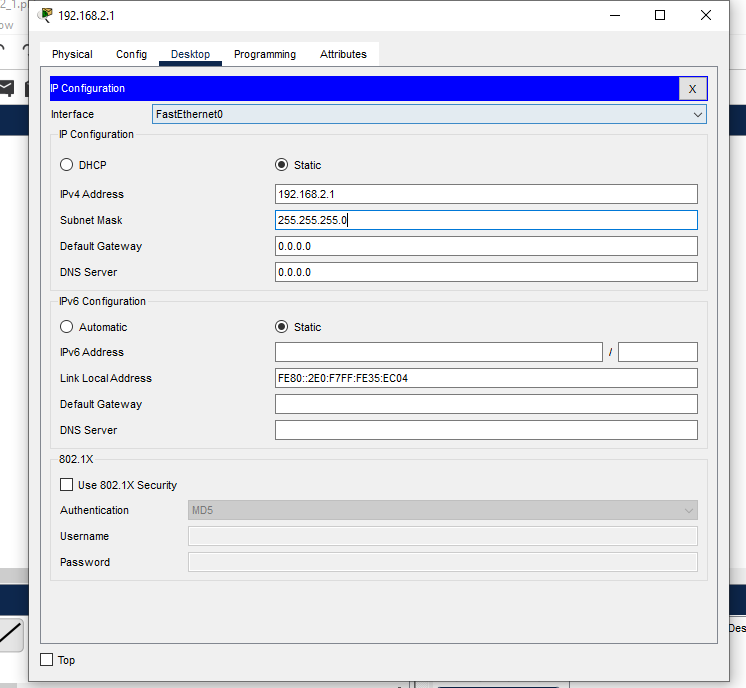 2_1.p
ow
192.168.2.1
Physical Config Desktop Programming Attributes
IP Configuration X
Interface FastEthernet0
IP Configuration
DHCP Static
IPv4 Address 192.168.2.1
Subnet Mask 255.255.255.0
Default Gateway 0.0.0.0
DNS Server 0.0.0.0
IPv6 Configuration
Automatic Static
IPv6 Address /
Link Local Address FE80::2E0:F7FF:FE35:EC04
Default Gateway
DNS Server
802.1X
Use 802.1X Security
Authentication MD5
Username
Password
Des
Top